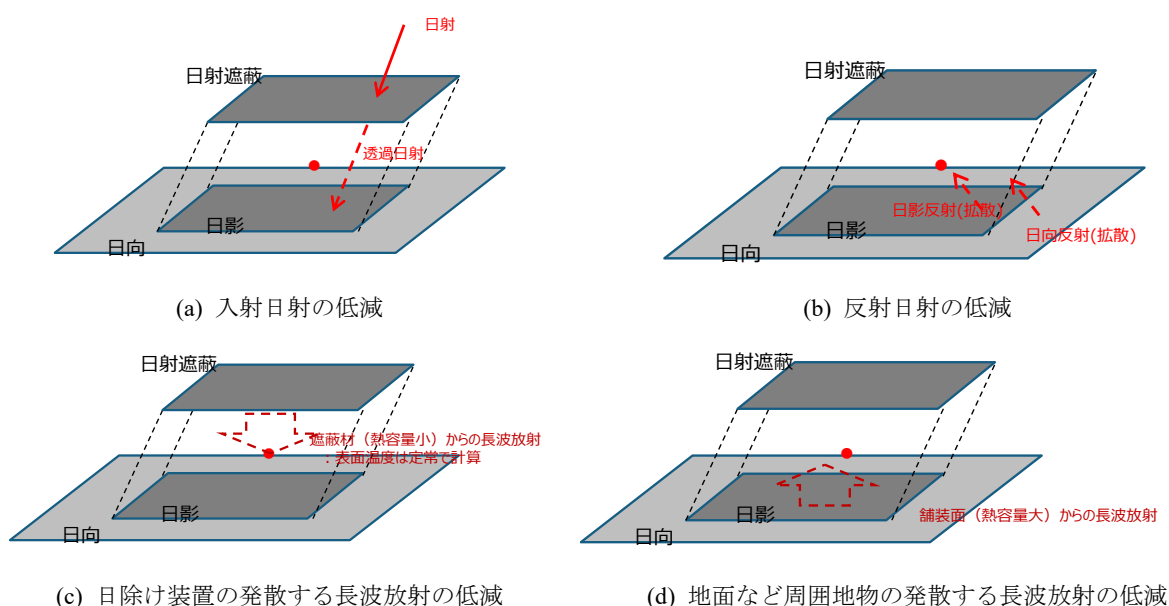 日射
日射遮蔽
透過日射
日影
日向
(a) 入射日射の低減
日射遮蔽
日影反射(拡散)
日影
日向反射(拡散)
日向
(b) 反射日射の低減
日射遮蔽
遮蔽材（熱容量小）からの長波放射
：表面温度は定常で計算
日影
日向
(c) 日除け装置の発散する長波放射の低減
日射遮蔽
日影
舗装面（熱容量大）からの長波放射
日向
(d) 地面など周囲地物の発散する長波放射の低減